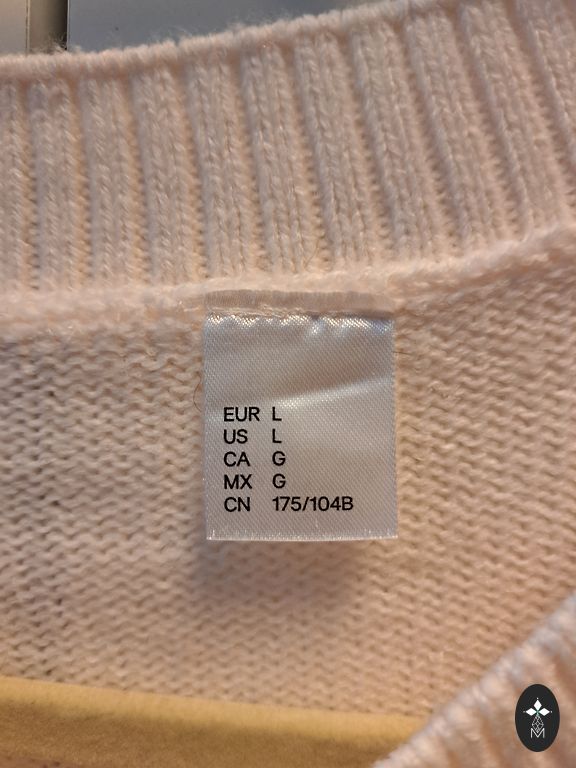 EUR L
US L
CA G
MX G
CN 175/104B
M